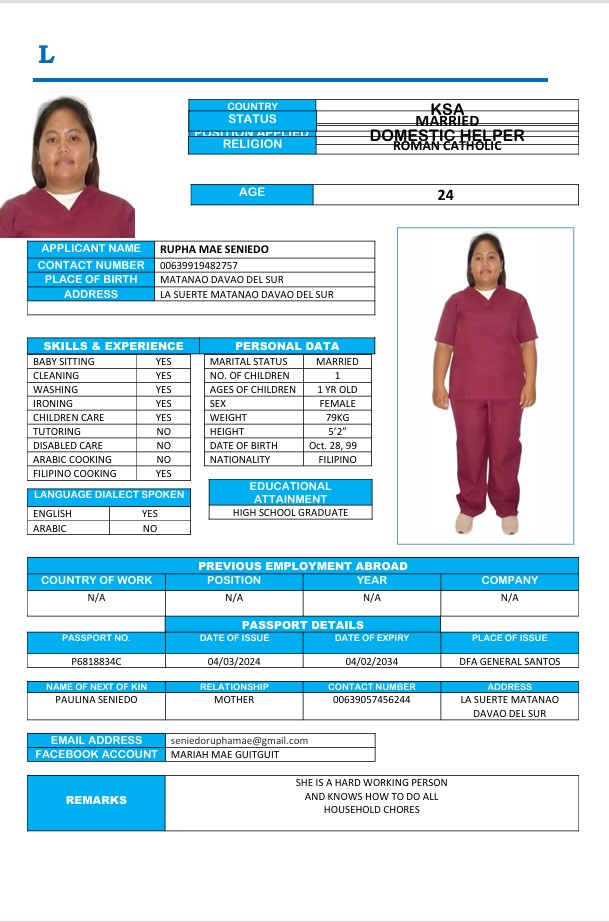 L
COUNTRY KSA
STATUS MARRIED
POSITION APPLIED DOMESTIC HELPER
RELIGION ROMAN CATHOLIC
AGE 24
APPLICANT NAME RUPHA MAE SENIEDO
CONTACT NUMBER 00639919482757
PLACE OF BIRTH MATANAO DAVAO DEL SUR
ADDRESS LA SUERTE MATANAO DAVAO DEL SUR
SKILLS & EXPERIENCE
BABY SITTING YES
CLEANING YES
WASHING YES
IRONING YES
CHILDREN CARE YES
TUTORING NO
DISABLED CARE NO
ARABIC COOKING NO
FILIPINO COOKING YES
PERSONAL DATA
MARITAL STATUS MARRIED
NO. OF CHILDREN 1
AGES OF CHILDREN 1 YR OLD
SEX FEMALE
WEIGHT 79KG
HEIGHT 5’2”
DATE OF BIRTH Oct. 28, 99
NATIONALITY FILIPINO
LANGUAGE DIALECT SPOKEN
ENGLISH YES
ARABIC NO
EDUCATIONAL
ATTAINMENT
HIGH SCHOOL GRADUATE
PREVIOUS EMPLOYMENT ABROAD
COUNTRY OF WORK POSITION YEAR COMPANY
N/A N/A N/A N/A
PASSPORT DETAILS
PASSPORT NO. DATE OF ISSUE DATE OF EXPIRY PLACE OF ISSUE
P6818834C 04/03/2024 04/02/2034 DFA GENERAL SANTOS
NAME OF NEXT OF KIN RELATIONSHIP CONTACT NUMBER ADDRESS
PAULINA SENIEDO MOTHER 00639057456244 LA SUERTE MATANAO
DAVAO DEL SUR
EMAIL ADDRESS seniedoruphamae@gmail.com
FACEBOOK ACCOUNT MARIAH MAE GUITGUIT
REMARKS
SHE IS A HARD WORKING PERSON
AND KNOWS HOW TO DO ALL
HOUSEHOLD CHORES